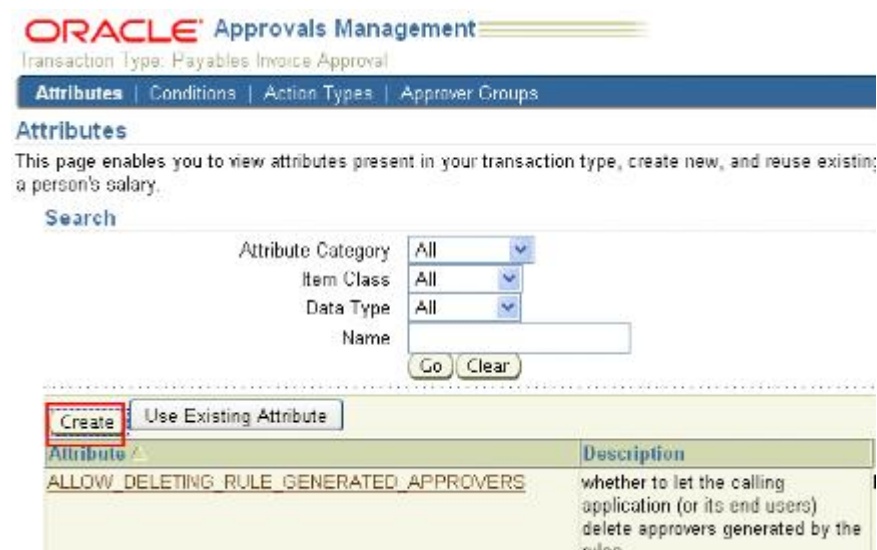 ORACLE Approvals Management
Transaction Type: Payables Invoice Approval
Attributes | Conditions | Action Types | Approver Groups
Attributes
This page enables you to view attributes present in your transaction type, create new, and reuse existing
a person's salary.
Search
Attribute Category All
Item Class All
Data Type All
Name
Go Clear
Create Use Existing Attribute
Attribute Description
ALLOW_DELETING_RULE_GENERATED_APPROVERS whether to let the calling
application (or its end users)
delete approvers generated by the